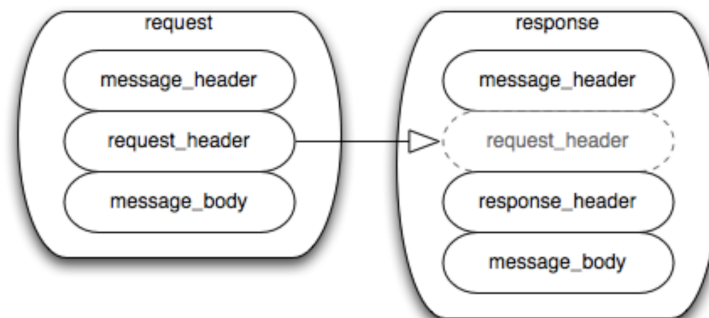 request
message_header
request_header
message_body
response
message_header
request_header
response_header
message_body